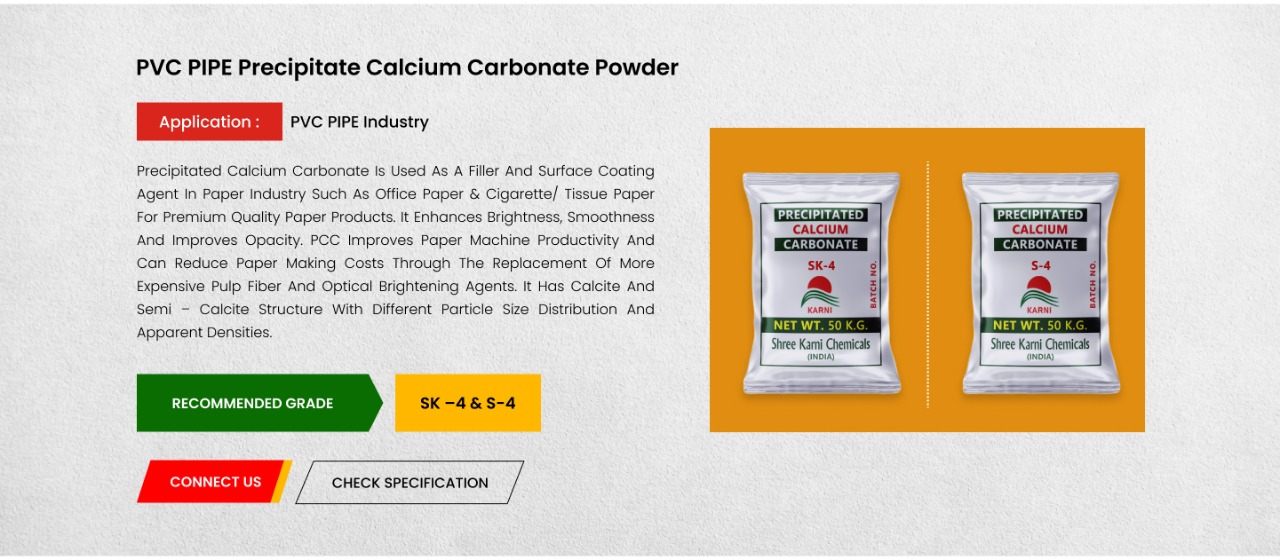 PVC PIPE Precipitate Calcium Carbonate Powder
Application :
PVC PIPE Industry
Precipitated Calcium Carbonate Is Used As A Filler And Surface Coating
Agent In Paper Industry Such As Office Paper & Cigarette/ Tissue Paper
For Premium Quality Paper Products. It Enhances Brightness, Smoothness
And Improves Opacity. PCC Improves Paper Machine Productivity And
Can Reduce Paper Making Costs Through The Replacement Of More
Expensive Pulp Fiber And Optical Brightening Agents. It Has Calcite And
Semi – Calcite Structure With Different Particle Size Distribution And
Apparent Densities.
RECOMMENDED GRADE
SK –4 & S-4
CONNECT US
CHECK SPECIFICATION
PRECIPITATED
CALCIUM
CARBONATE
SK-4
BATCH NO.
KARNI
NET WT. 50 K.G.
Shree Karni Chemicals
(INDIA)
PRECIPITATED
CALCIUM
CARBONATE
S-4
BATCH NO.
KARNI
NET WT. 50 K.G.
Shree Karni Chemicals
(INDIA)